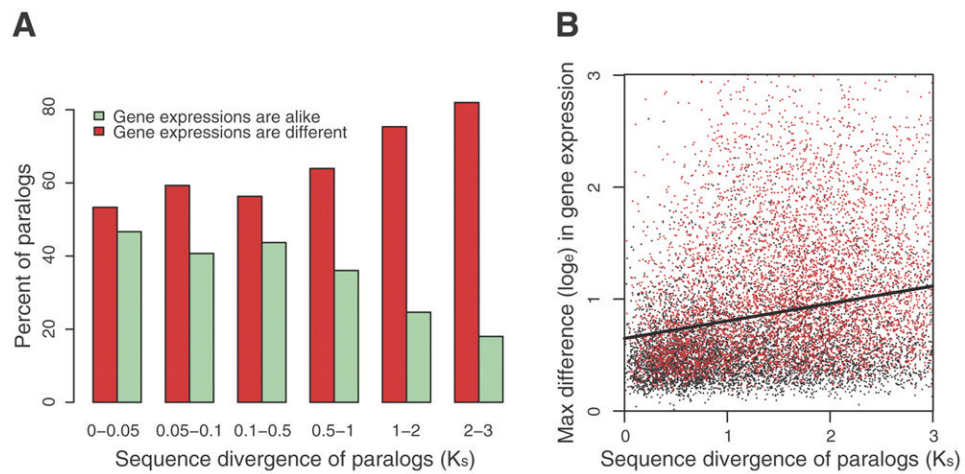 A
B
80
60
40
20
0
Percent of paralogs
Gene expressions are alike
Gene expressions are different
0–0.05 0.05–0.1 0.1–0.5 0.5–1 1–2 2–3
Sequence divergence of paralogs (Ks)
3
2
1
0
Max difference (loge) in gene expression
0 1 2 3
Sequence divergence of paralogs (Ks)